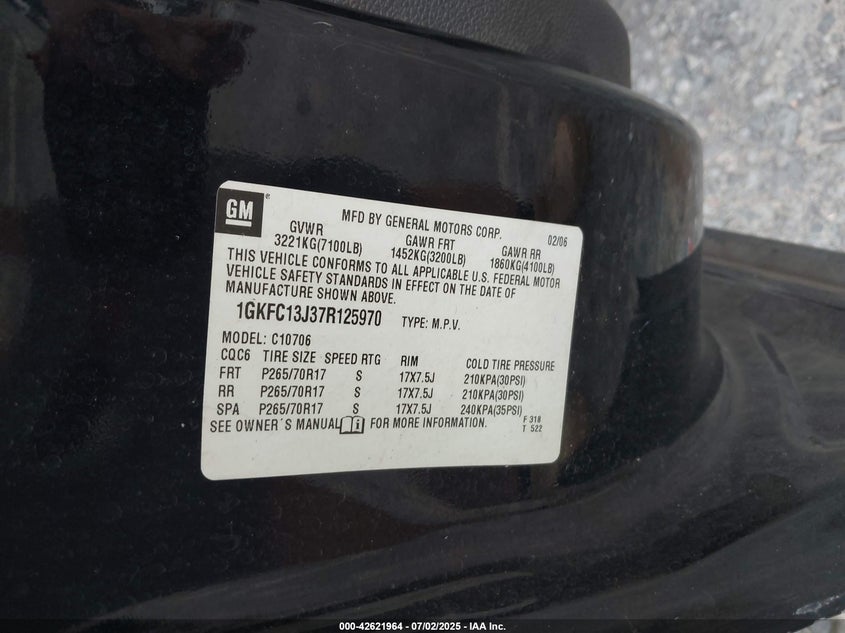 GM ®
MFD BY GENERAL MOTORS CORP. 02/06
GVWR GAWR FRT GAWR RR
3221KG(7100LB) 1452KG(3200LB) 1860KG(4100LB)
THIS VEHICLE CONFORMS TO ALL APPLICABLE U.S. FEDERAL MOTOR
VEHICLE SAFETY STANDARDS IN EFFECT ON THE DATE OF
MANUFACTURE SHOWN ABOVE.
1GKFC13J37R125970 TYPE: M.P.V.
MODEL: C10706
CQC6 TIRE SIZE SPEED RTG RIM COLD TIRE PRESSURE
FRT P265/70R17 S 17X7.5J 210KPA(30PSI)
RR P265/70R17 S 17X7.5J 210KPA(30PSI)
SPA P265/70R17 S 17X7.5J 240KPA(35PSI)
SEE OWNER´S MANUAL FOR MORE INFORMATION. F 318
T 522
000-42621964 - 07/02/2025 - IAA Inc.